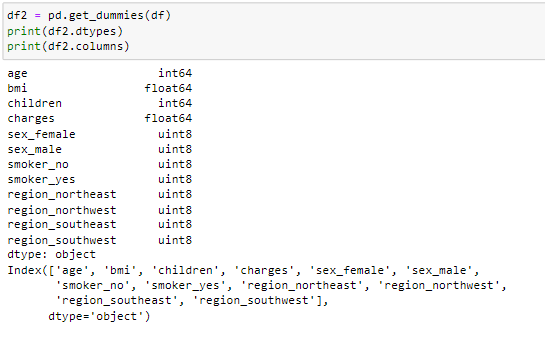 df2 = pd.get_dummies(df)
print(df2.dtypes)
print(df2.columns)
age                    int64
bmi                  float64
children               int64
charges              float64
sex_female             uint8
sex_male               uint8
smoker_no              uint8
smoker_yes             uint8
region_northeast       uint8
region_northwest       uint8
region_southeast       uint8
region_southwest       uint8
dtype: object
Index(['age', 'bmi', 'children', 'charges', 'sex_female', 'sex_male',
       'smoker_no', 'smoker_yes', 'region_northeast', 'region_northwest',
       'region_southeast', 'region_southwest'],
      dtype='object')